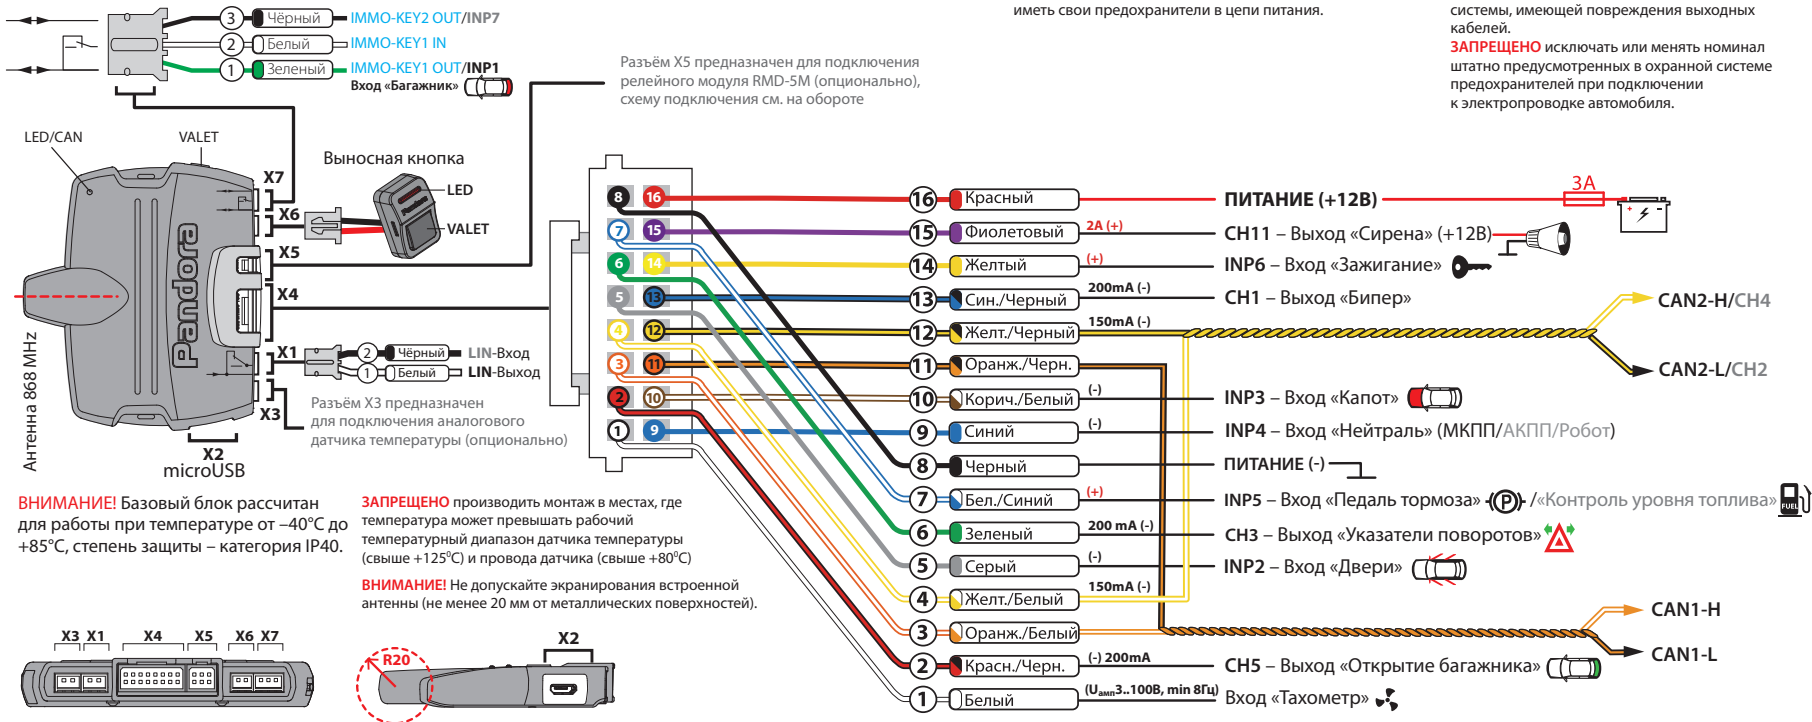 3 Чёрный IMMO-KEY2 OUT/INP7
2 Белый IMMO-KEY1 IN
1 Зеленый IMMO-KEY1 OUT/INP1
Вход «Багажник»
иметь свои предохранители в цепи питания.
системы, имеющей повреждения выходных
кабелей.
ЗАПРЕЩЕНО исключать или менять номинал
штатно предусмотренных в охранной системе
предохранителей при подключении
к электропроводке автомобиля.
Разъём X5 предназначен для подключения
релейного модуля RMD-5M (опционально),
схему подключения см. на обороте
LED/CAN
VALET
Выносная кнопка
LED
VALET
Pandora
X7
X6
X5
X4
X1
X3
X2
microUSB
Антенна 868 MHz
pandora
2 Чёрный LIN-Вход
1 Белый LIN-Выход
Разъём X3 предназначен
для подключения аналогового
датчика температуры (опционально)
8 16
7 15
6 14
5 13
4 12
3 11
2 10
1 9
16 Красный ПИТАНИЕ (+12В) 3A
+ -
15 Фиолетовый 2A (+) CH11 – Выход «Сирена» (+12В)
14 Желтый (+) INP6 – Вход «Зажигание»
13 Син./Черный 200mA (-) CH1 – Выход «Бипер»
12 Желт./Черный 150mA (-)
CAN2-H/CH4
CAN2-L/CH2
11 Оранж./Черн.
10 Корич./Белый (-) INP3 – Вход «Капот»
9 Синий (-) INP4 – Вход «Нейтраль» (МКПП/АКПП/Робот)
8 Черный ПИТАНИЕ (-)
7 Бел./Синий (+) INP5 – Вход «Педаль тормоза» (P) /«Контроль уровня топлива» FUEL
6 Зеленый 200 mA (-) CH3 – Выход «Указатели поворотов»
5 Серый (-) INP2 – Вход «Двери»
4 Желт./Белый 150mA (-)
3 Оранж./Белый
CAN1-H
CAN1-L
2 Красн./Черн. (-) 200mA CH5 – Выход «Открытие багажника»
1 Белый (Uамп3..100В, min 8Гц) Вход «Тахометр»
ВНИМАНИЕ! Базовый блок рассчитан
для работы при температуре от –40°C до
+85°C, степень защиты – категория IP40.
ЗАПРЕЩЕНО производить монтаж в местах, где
температура может превышать рабочий
температурный диапазон датчика температуры
(свыше +125⁰C) и провода датчика (свыше +80⁰C)
ВНИМАНИЕ! Не допускайте экранирования встроенной
антенны (не менее 20 мм от металлических поверхностей).
X3 X1 X4 X5 X6 X7
R20
X2